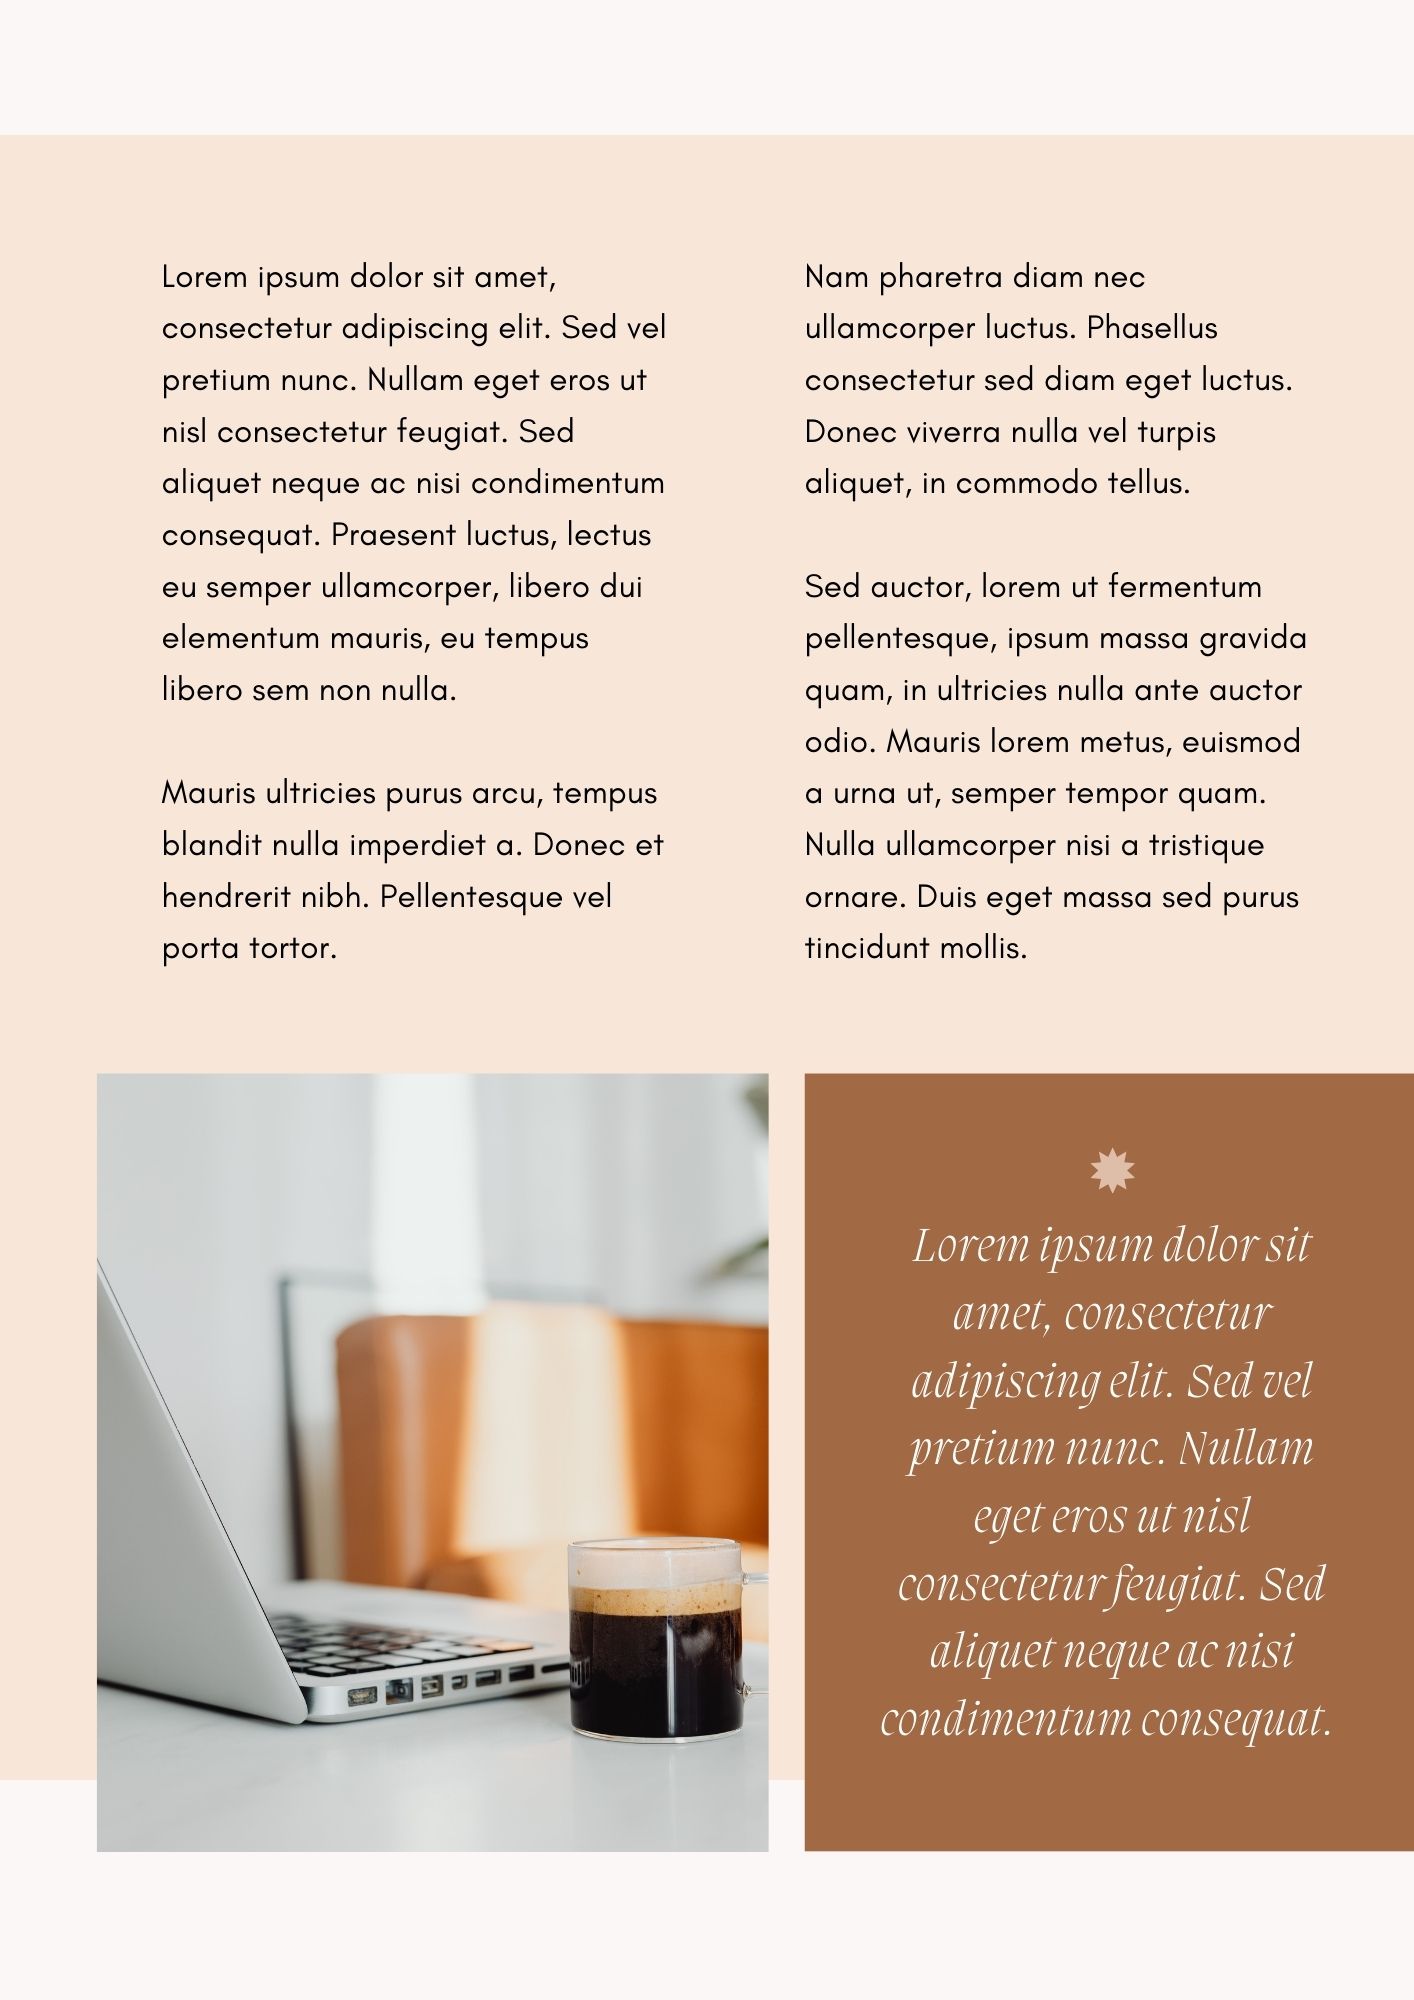 Lorem ipsum dolor sit amet,
consectetur adipiscing elit. Sed vel
pretium nunc. Nullam eget eros ut
nisl consectetur feugiat. Sed
aliquet neque ac nisi condimentum
consequat. Praesent luctus, lectus
eu semper ullamcorper, libero dui
elementum mauris, eu tempus
libero sem non nulla.
Mauris ultricies purus arcu, tempus
blandit nulla imperdiet a. Donec et
hendrerit nibh. Pellentesque vel
porta tortor.
Nam pharetra diam nec
ullamcorper luctus. Phasellus
consectetur sed diam eget luctus.
Donec viverra nulla vel turpis
aliquet, in commodo tellus.
Sed auctor, lorem ut fermentum
pellentesque, ipsum massa gravida
quam, in ultricies nulla ante auctor
odio. Mauris lorem metus, euismod
a urna ut, semper tempor quam.
Nulla ullamcorper nisi a tristique
ornare. Duis eget massa sed purus
tincidunt mollis.
Lorem ipsum dolor sit
amet, consectetur
adipiscing elit. Sed vel
pretium nunc. Nullam
eget eros ut nisl
consectetur feugiat. Sed
aliquet neque ac nisi
condimentum consequat.